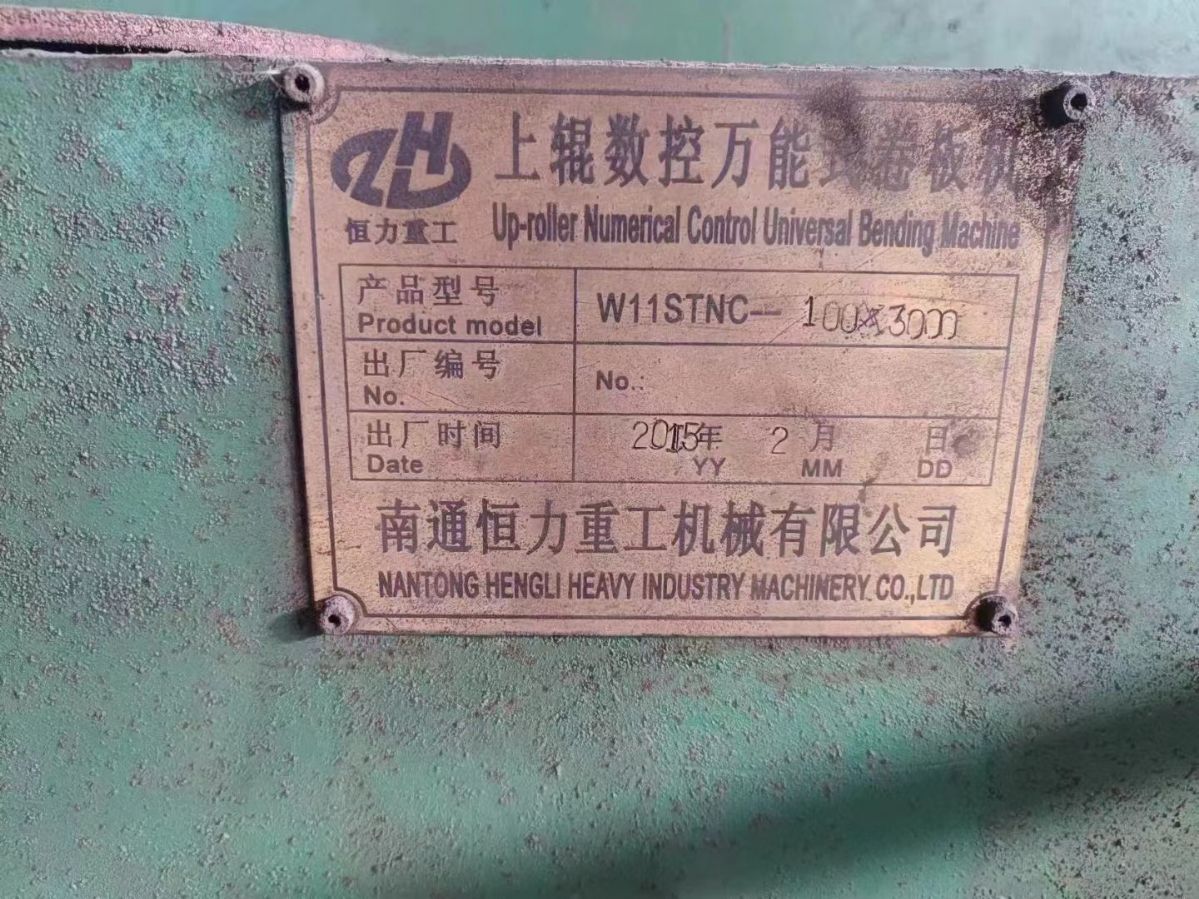 ZHL
上辊数控万能式卷板机
恒力重工
Up-roller Numerical Control Universal Bending Machine
产品型号
Product model
W11STNC-100X3000
出厂编号
No.
No.:
出厂时间
Date
2015年 2月 日
YY MM DD
南通恒力重工机械有限公司
NANTONG HENGLI HEAVY INDUSTRY MACHINERY CO.,LTD